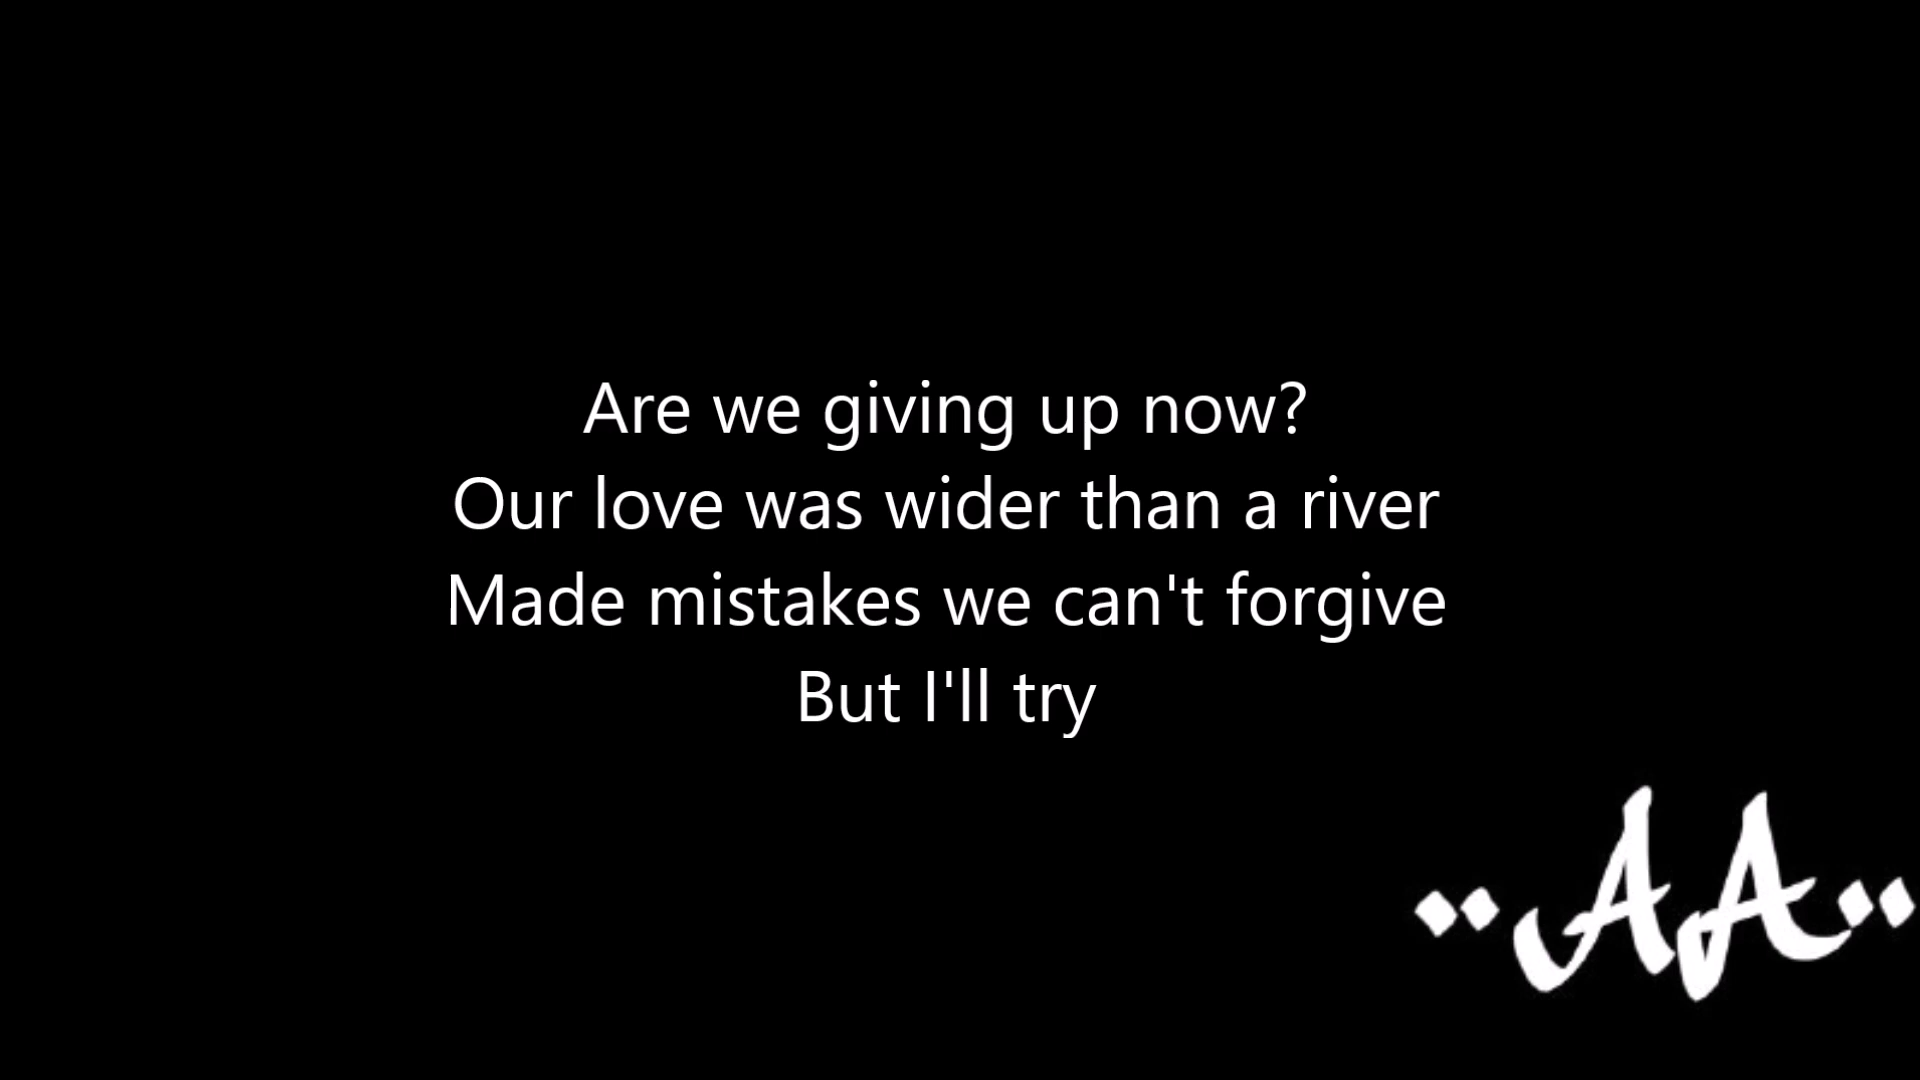 Are we giving up now?
Our love was wider than a river
Made mistakes we can't forgive
But I'll try
AA